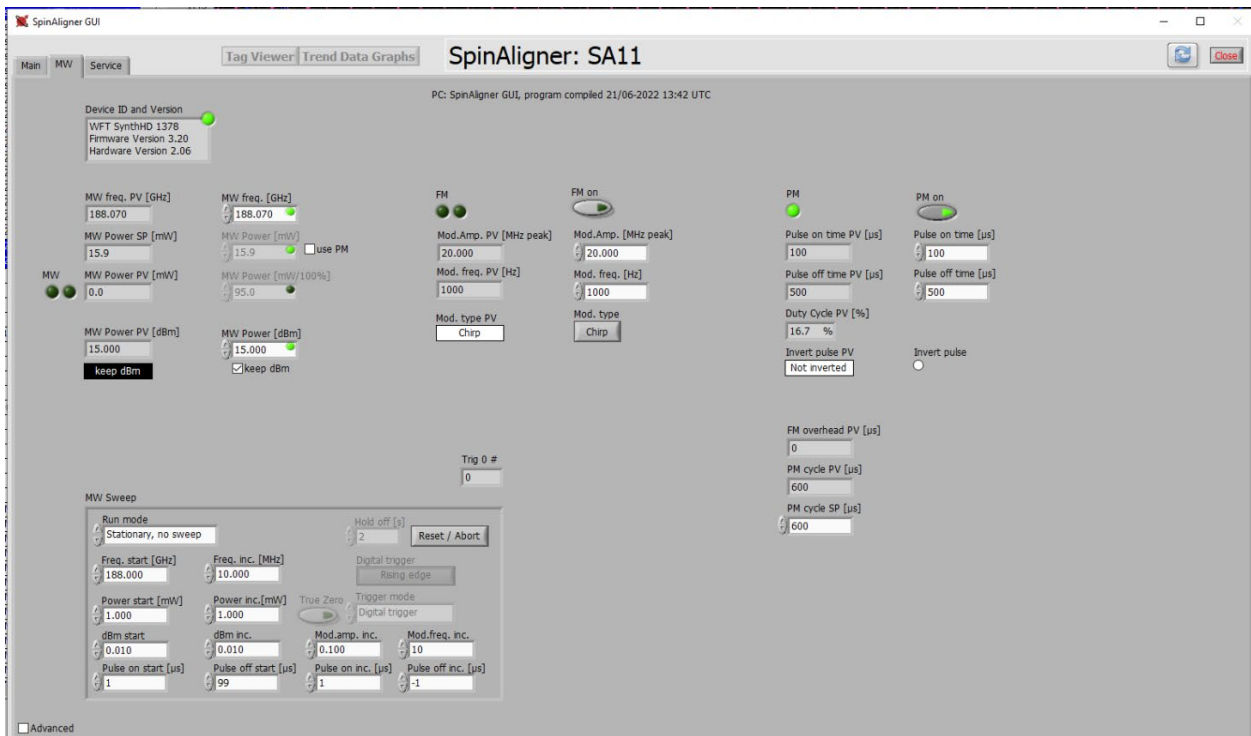 SpinAligner GUI
Main MW Service
Tag Viewer Trend Data Graphs
SpinAligner: SA11
Close
PC: SpinAligner GUI, program compiled 21/06-2022 13:42 UTC
Device ID and Version
WFT SynthHD 1378
Firmware Version 3.20
Hardware Version 2.06
MW freq. PV [GHz]
188.070
MW Power SP [mW]
15.9
MW
MW Power PV [mW]
0.0
MW Power PV [dBm]
15.000
keep dBm
MW freq. [GHz]
188.070
MW Power [mW]
15.9
use PM
MW Power [mW/100%]
95.0
MW Power [dBm]
15.000
keep dBm
FM
Mod.Amp. PV [MHz peak]
20.000
Mod. freq. PV [Hz]
1000
Mod. type PV
Chirp
FM on
Mod.Amp. [MHz peak]
20.000
Mod. freq. [Hz]
1000
Mod. type
Chirp
PM
Pulse on time PV [µs]
100
Pulse off time PV [µs]
500
Duty Cycle PV [%]
16.7 %
Invert pulse PV
Not inverted
PM on
Pulse on time [µs]
100
Pulse off time [µs]
500
Invert pulse
FM overhead PV [µs]
0
PM cycle PV [µs]
600
PM cycle SP [µs]
600
Trig 0 #
0
MW Sweep
Run mode
Stationary, no sweep
Hold off [s]
2
Reset / Abort
Freq. start [GHz]
188.000
Freq. inc. [MHz]
10.000
Digital trigger
Rising edge
Power start [mW]
1.000
Power inc.[mW]
1.000
True Zero
Trigger mode
Digital trigger
dBm start
0.010
dBm inc.
0.010
Mod.amp. inc.
0.100
Mod.freq. inc.
10
Pulse on start [µs]
1
Pulse off start [µs]
99
Pulse on inc. [µs]
1
Pulse off inc. [µs]
-1
Advanced